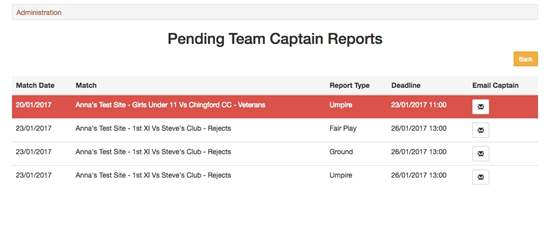 Administration
Pending Team Captain Reports
Back
Match Date Match Report Type Deadline Email Captain
20/01/2017 Anna's Test Site - Girls Under 11 Vs Chingford CC - Veterans Umpire 23/01/2017 11:00
23/01/2017 Anna's Test Site - 1st XI Vs Steve's Club - Rejects Fair Play 26/01/2017 13:00
23/01/2017 Anna's Test Site - 1st XI Vs Steve's Club - Rejects Ground 26/01/2017 13:00
23/01/2017 Anna's Test Site - 1st XI Vs Steve's Club - Rejects Umpire 26/01/2017 13:00